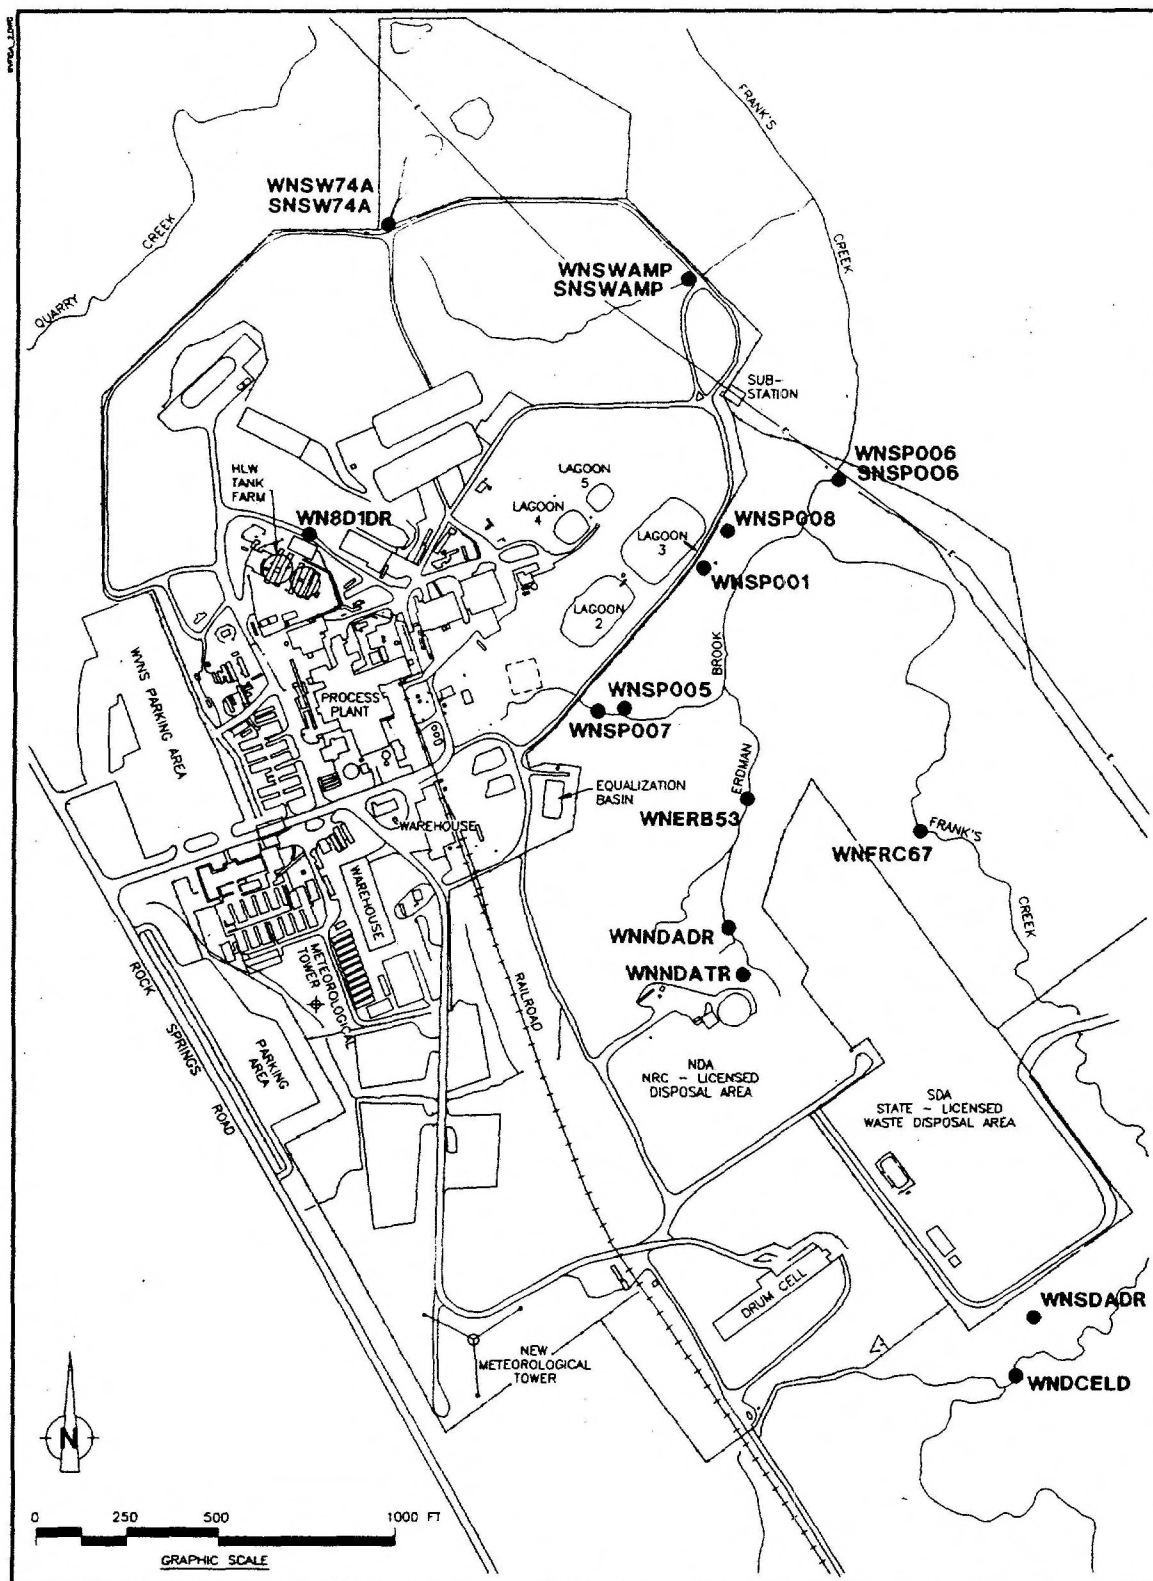 FRANK'S
CREEK
WNSW74A
SNSW74A
CREEK
QUARRY
WNSWAMP
SNSWAMP
SUB-
STATION
WNSP006
SNSP006
HLW
TANK
FARM
LAGOON
5
LAGOON
4
WN8D1DR
WNSP008
LAGOON
3
WNSP001
LAGOON
2
BROOK
WVNS PARKING AREA
PROCESS
PLANT
WNSP005
WNSP007
ERDMAN
EQUALIZATION
BASIN
WNERB53
WAREHOUSE
FRANK'S
WNFRC67
CREEK
WAREHOUSE
WNNDADR
METEOROLOGICAL
TOWER
WNNDATR
RAILROAD
ROCK
SPRINGS
ROAD
PARKING
AREA
NDA
NRC - LICENSED
DISPOSAL AREA
SDA
STATE - LICENSED
WASTE DISPOSAL AREA
DRUM CELL
WNSDADR
NEW
METEOROLOGICAL
TOWER
WNDCELD
N
0 250 500 1000 FT
GRAPHIC SCALE